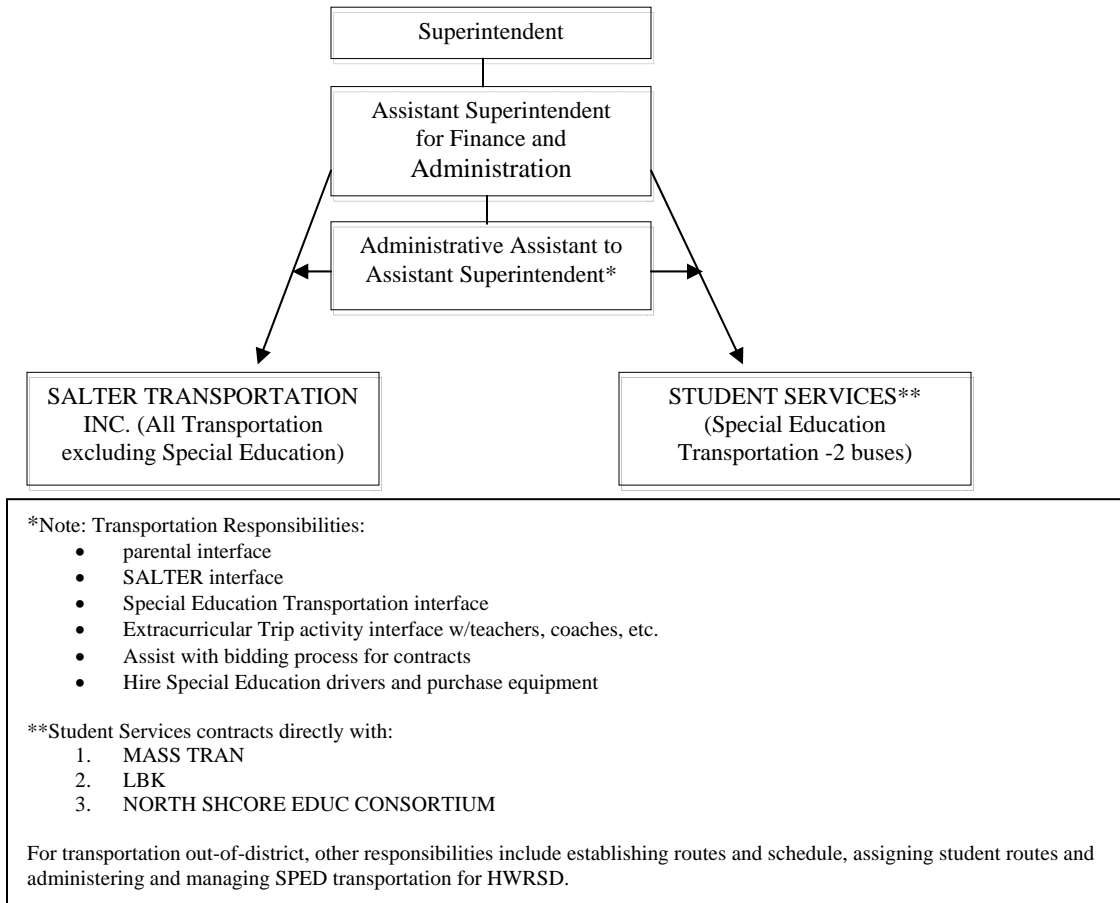 Superintendent
Assistant Superintendent
for Finance and
Administration
Administrative Assistant to
Assistant Superintendent*
SALTER TRANSPORTATION
INC. (All Transportation
excluding Special Education)
STUDENT SERVICES**
(Special Education
Transportation -2 buses)
*Note: Transportation Responsibilities:
• parental interface
• SALTER interface
• Special Education Transportation interface
• Extracurricular Trip activity interface w/teachers, coaches, etc.
• Assist with bidding process for contracts
• Hire Special Education drivers and purchase equipment
**Student Services contracts directly with:
1. MASS TRAN
2. LBK
3. NORTH SHCORE EDUC CONSORTIUM
For transportation out-of-district, other responsibilities include establishing routes and schedule, assigning student routes and
administering and managing SPED transportation for HWRSD.